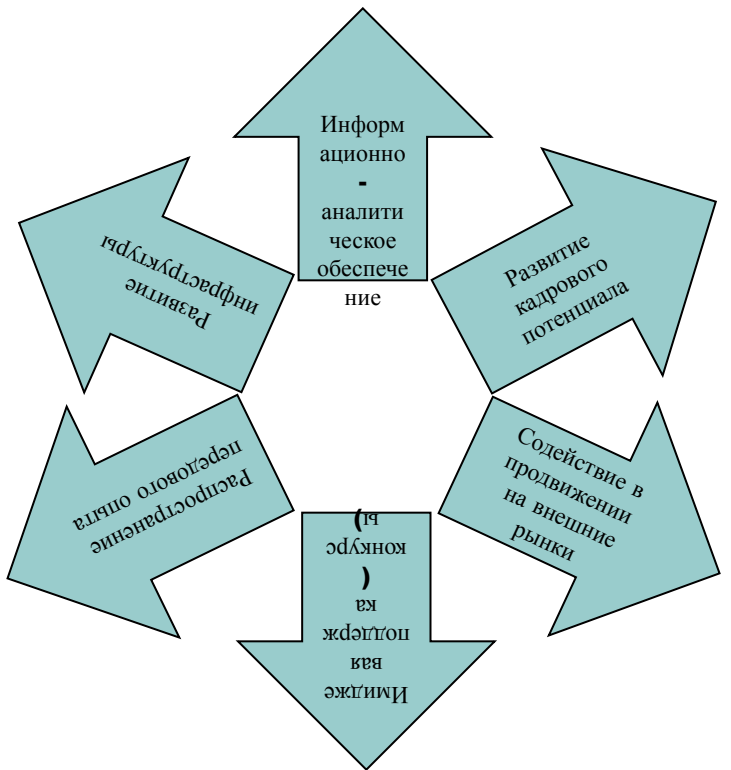 Информ
ационно
-
аналити
ческое
обеспече
ние
Развитие
кадрового
потенциала
Содействие в
продвижении
на внешние
рынки
Имидже
вая
поддерж
ка
(
конкурс
ы)
Распространение
передового опыта
Развитие
инфраструктуры